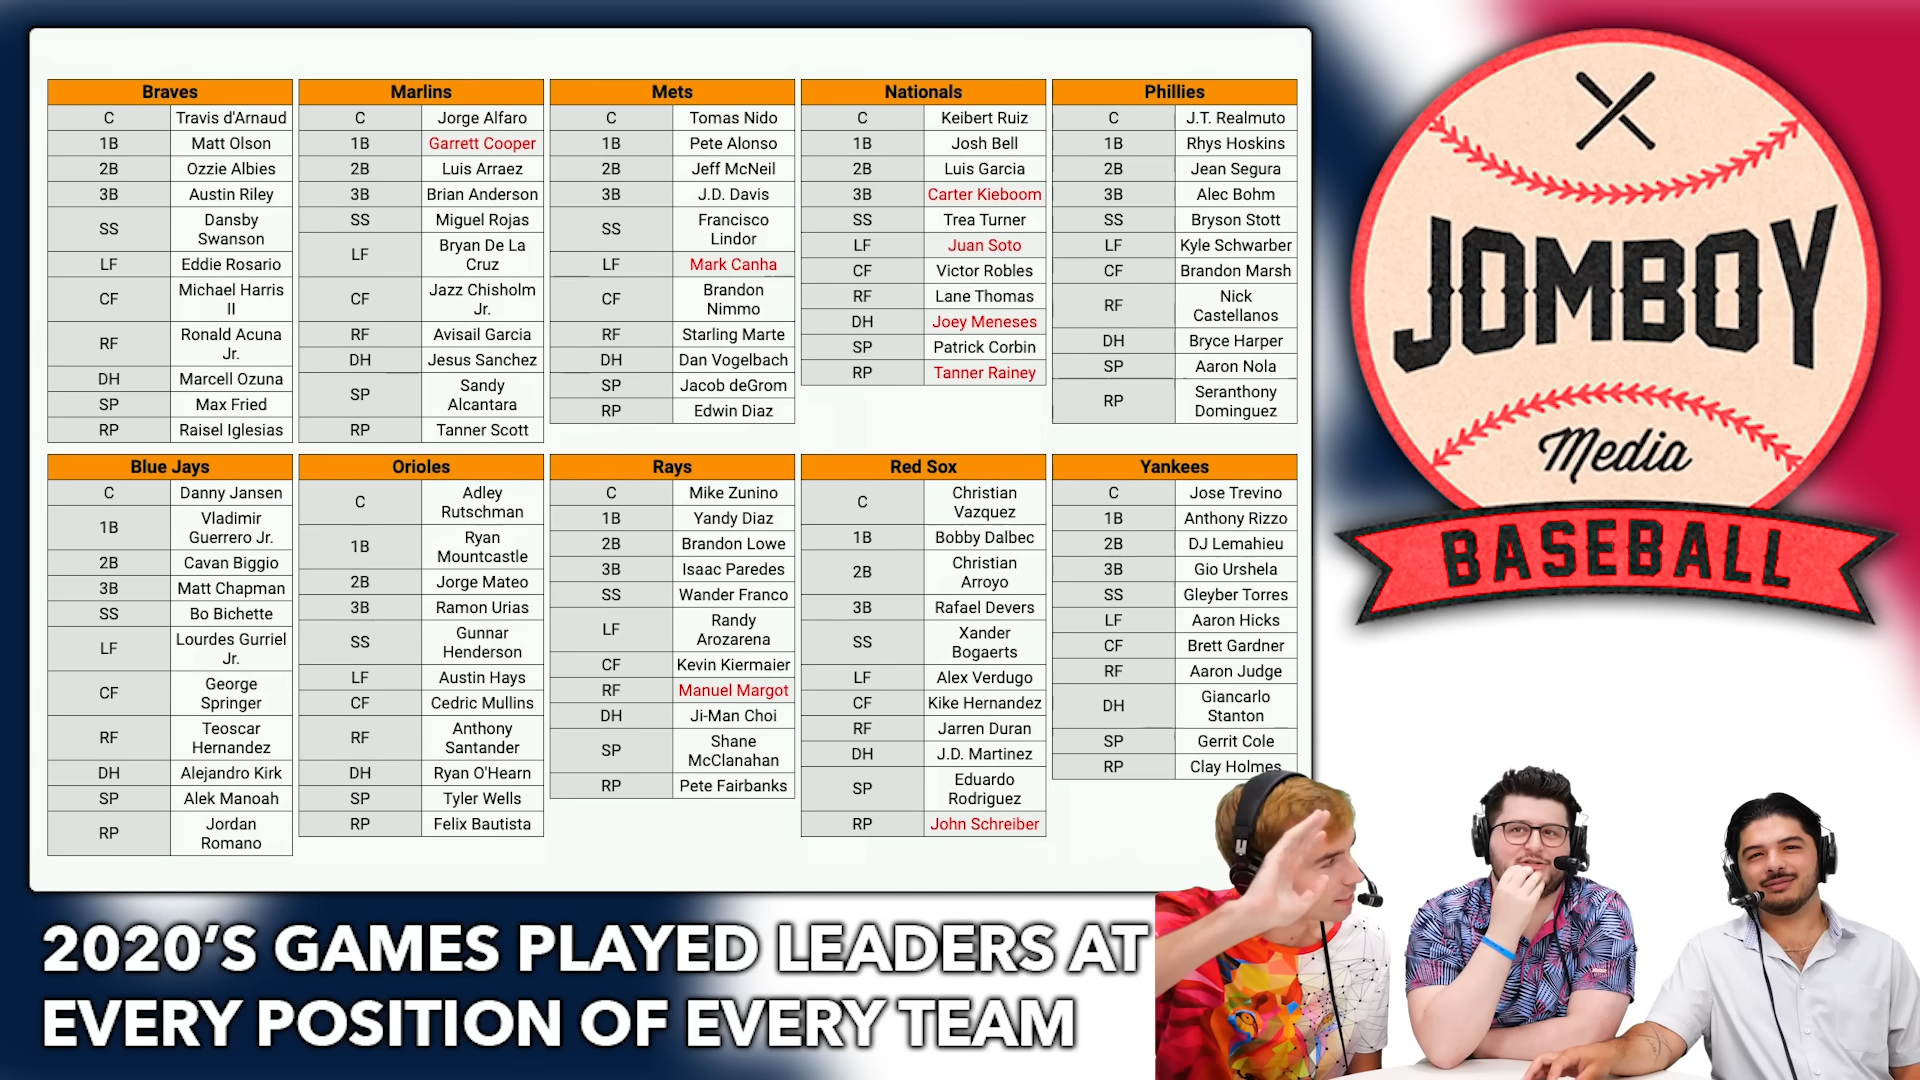 Braves
C Travis d'Arnaud
1B Matt Olson
2B Ozzie Albies
3B Austin Riley
SS Dansby
Swanson
LF Eddie Rosario
CF Michael Harris
II
RF Ronald Acuna
Jr.
DH Marcell Ozuna
SP Max Fried
RP Raisel Iglesias
Marlins
C Jorge Alfaro
1B Garrett Cooper
2B Luis Arraez
3B Brian Anderson
SS Miguel Rojas
LF Bryan De La
Cruz
CF Jazz Chisholm
Jr.
RF Avisail Garcia
DH Jesus Sanchez
SP Sandy
Alcantara
RP Tanner Scott
Mets
C Tomas Nido
1B Pete Alonso
2B Jeff McNeil
3B J.D. Davis
SS Francisco
Lindor
LF Mark Canha
CF Brandon
Nimmo
RF Starling Marte
DH Dan Vogelbach
SP Jacob deGrom
RP Edwin Diaz
Nationals
C Keibert Ruiz
1B Josh Bell
2B Luis Garcia
3B Carter Kieboom
SS Trea Turner
LF Juan Soto
CF Victor Robles
RF Lane Thomas
DH Joey Meneses
SP Patrick Corbin
RP Tanner Rainey
Phillies
C J.T. Realmuto
1B Rhys Hoskins
2B Jean Segura
3B Alec Bohm
SS Bryson Stott
LF Kyle Schwarber
CF Brandon Marsh
RF Nick
Castellanos
DH Bryce Harper
SP Aaron Nola
RP Seranthony
Dominguez
Blue Jays
C Danny Jansen
1B Vladimir
Guerrero Jr.
2B Cavan Biggio
3B Matt Chapman
SS Bo Bichette
LF Lourdes Gurriel
Jr.
CF George
Springer
RF Teoscar
Hernandez
DH Alejandro Kirk
SP Alek Manoah
RP Jordan
Romano
Orioles
C Adley
Rutschman
1B Ryan
Mountcastle
2B Jorge Mateo
3B Ramon Urias
SS Gunnar
Henderson
LF Austin Hays
CF Cedric Mullins
RF Anthony
Santander
DH Ryan O'Hearn
SP Tyler Wells
RP Felix Bautista
Rays
C Mike Zunino
1B Yandy Diaz
2B Brandon Lowe
3B Isaac Paredes
SS Wander Franco
LF Randy
Arozarena
CF Kevin Kiermaier
RF Manuel Margot
DH Ji-Man Choi
SP Shane
McClanahan
RP Pete Fairbanks
Red Sox
C Christian
Vazquez
1B Bobby Dalbec
2B Christian
Arroyo
3B Rafael Devers
SS Xander
Bogaerts
LF Alex Verdugo
CF Kike Hernandez
RF Jarren Duran
DH J.D. Martinez
SP Eduardo
Rodriguez
RP John Schreiber
Yankees
C Jose Trevino
1B Anthony Rizzo
2B DJ Lemahieu
3B Gio Urshela
SS Gleyber Torres
LF Aaron Hicks
CF Brett Gardner
RF Aaron Judge
DH Giancarlo
Stanton
SP Gerrit Cole
RP Clay Holmes
JOMBOY
Media
BASEBALL
2020'S GAMES PLAYED LEADERS AT
EVERY POSITION OF EVERY TEAM